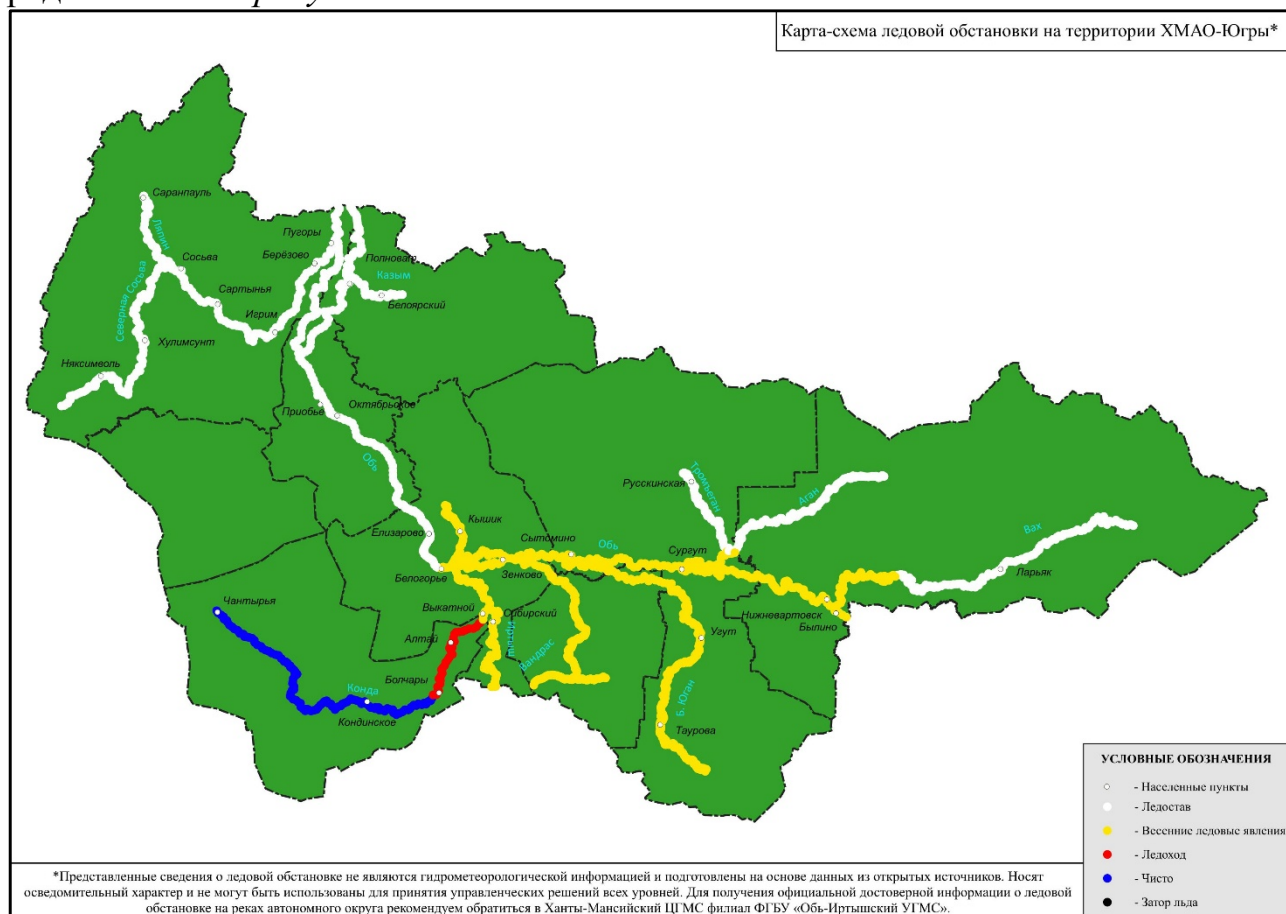 Карта-схема ледовой обстановки на территории ХМАО-Югры*
Саранпауль
Ляпин
Пугоры
Берёзово
Полноват
Сосьва
Казым
Северная Сосьва
Сартынья
Белоярский
Игрим
Хулимсунт
Няксимволь
Приобье
Октябрьское
Обь
Русскинская
Тромъеган
Аган
Кышик
Вах
Елизарово
Сытомино
Обь
Сургут
Белогорье
Зенково
Ларьяк
Чантырья
Выкатной
Сибирский
Нижневартовск
Былино
Алтай
Иртыш
Угут
Вандрас
Болчары
Конда
Б. Юган
Кондинское
Таурова
УСЛОВНЫЕ ОБОЗНАЧЕНИЯ
- Населенные пункты
- Ледостав
- Весенние ледовые явления
- Ледоход
- Чисто
- Затор льда
*Представленные сведения о ледовой обстановке не являются гидрометеорологической информацией и подготовлены на основе данных из открытых источников. Носят
осведомительный характер и не могут быть использованы для принятия управленческих решений всех уровней. Для получения официальной достоверной информации о ледовой
обстановке на реках автономного округа рекомендуем обратиться в Ханты-Мансийский ЦГМС филиал ФГБУ «Обь-Иртышский УГМС».